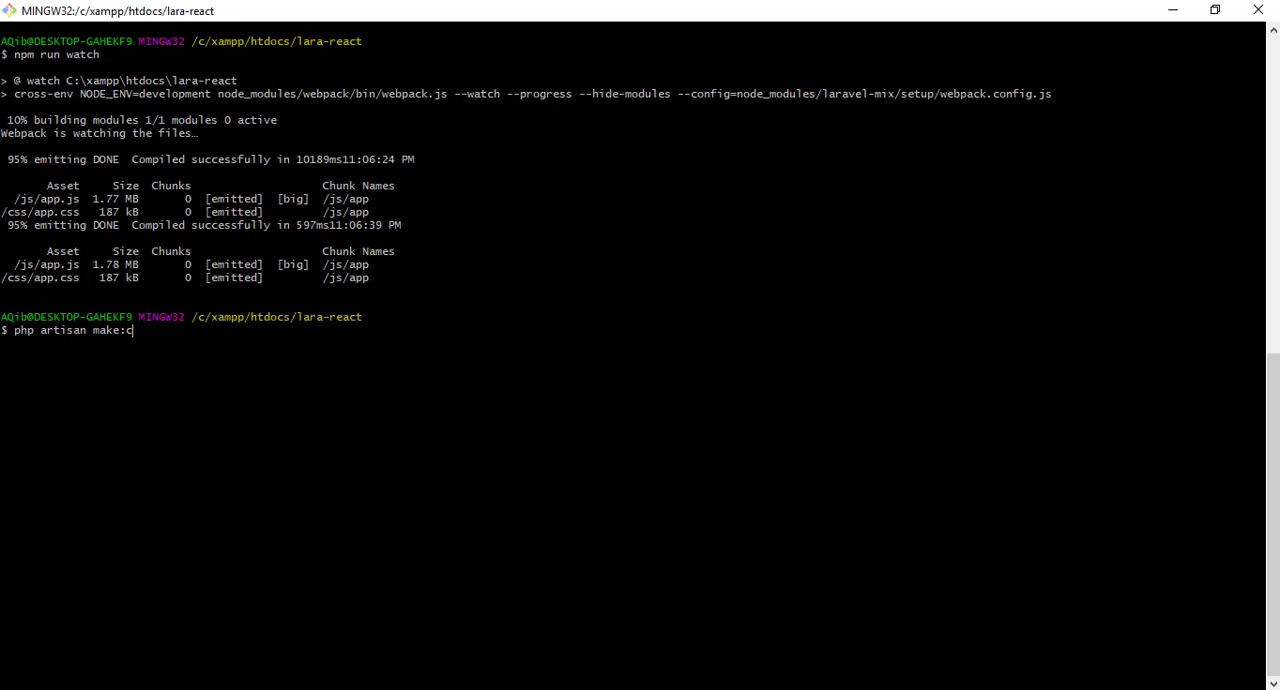 MINGW32:/c/xampp/htdocs/lara-react
AQib@DESKTOP-GAHEKF9 MINGW32 /c/xampp/htdocs/lara-react
$ npm run watch
> @ watch C:\xampp\htdocs\lara-react
> cross-env NODE_ENV=development node_modules/webpack/bin/webpack.js --watch --progress --hide-modules --config=node_modules/laravel-mix/setup/webpack.config.js
10% building modules 1/1 modules 0 active
Webpack is watching the files…
95% emitting DONE  Compiled successfully in 10189ms11:06:24 PM
Asset     Size  Chunks                    Chunk Names
/js/app.js  1.77 MB       0  [emitted]  [big]  /js/app
/css/app.css   187 kB       0  [emitted]         /js/app
95% emitting DONE  Compiled successfully in 597ms11:06:39 PM
Asset     Size  Chunks                    Chunk Names
/js/app.js  1.78 MB       0  [emitted]  [big]  /js/app
/css/app.css   187 kB       0  [emitted]         /js/app
AQib@DESKTOP-GAHEKF9 MINGW32 /c/xampp/htdocs/lara-react
$ php artisan make:c